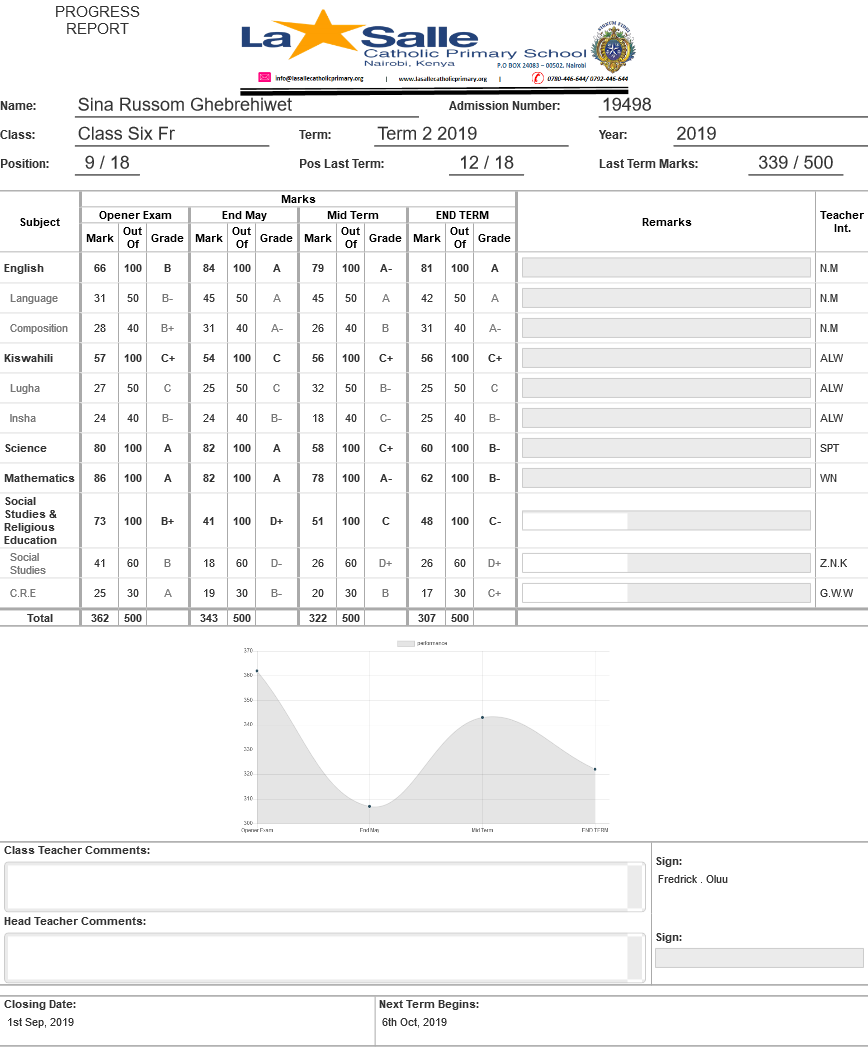 PROGRESS
REPORT
La Salle
Catholic Primary School
Nairobi, Kenya
P.O BOX 24083 – 00502, Nairobi
info@lasallecatholicprimary.org | www.lasallecatholicprimary.org | 0780-446-644/ 0792-446-644
Name: Sina Russom Ghebrehiwet Admission Number: 19498
Class: Class Six Fr Term: Term 2 2019 Year: 2019
Position: 9 / 18 Pos Last Term: 12 / 18 Last Term Marks: 339 / 500
Subject Marks Remarks Teacher Int.
Opener Exam End May Mid Term END TERM
Mark Out Of Grade Mark Out Of Grade Mark Out Of Grade Mark Out Of Grade
English 66 100 B 84 100 A 79 100 A- 81 100 A N.M
Language 31 50 B- 45 50 A 45 50 A 42 50 A N.M
Composition 28 40 B+ 31 40 A- 26 40 B 31 40 A- N.M
Kiswahili 57 100 C+ 54 100 C 56 100 C+ 56 100 C+ ALW
Lugha 27 50 C 25 50 C 32 50 B- 25 50 C ALW
Insha 24 40 B- 24 40 B- 18 40 C- 25 40 B- ALW
Science 80 100 A 82 100 A 58 100 C+ 60 100 B- SPT
Mathematics 86 100 A 82 100 A 78 100 A- 62 100 B- WN
Social
Studies &
Religious
Education 73 100 B+ 41 100 D+ 51 100 C 48 100 C-
Social
Studies 41 60 B 18 60 D- 26 60 D+ 26 60 D+ Z.N.K
C.R.E 25 30 A 19 30 B- 20 30 B 17 30 C+ G.W.W
Total 362 500 343 500 322 500 307 500
performance
370
360
350
340
330
320
310
300
Opener Exam End May Mid Term END TERM
Class Teacher Comments:
Sign:
Fredrick . Oluu
Head Teacher Comments:
Sign:
Closing Date: Next Term Begins:
1st Sep, 2019 6th Oct, 2019